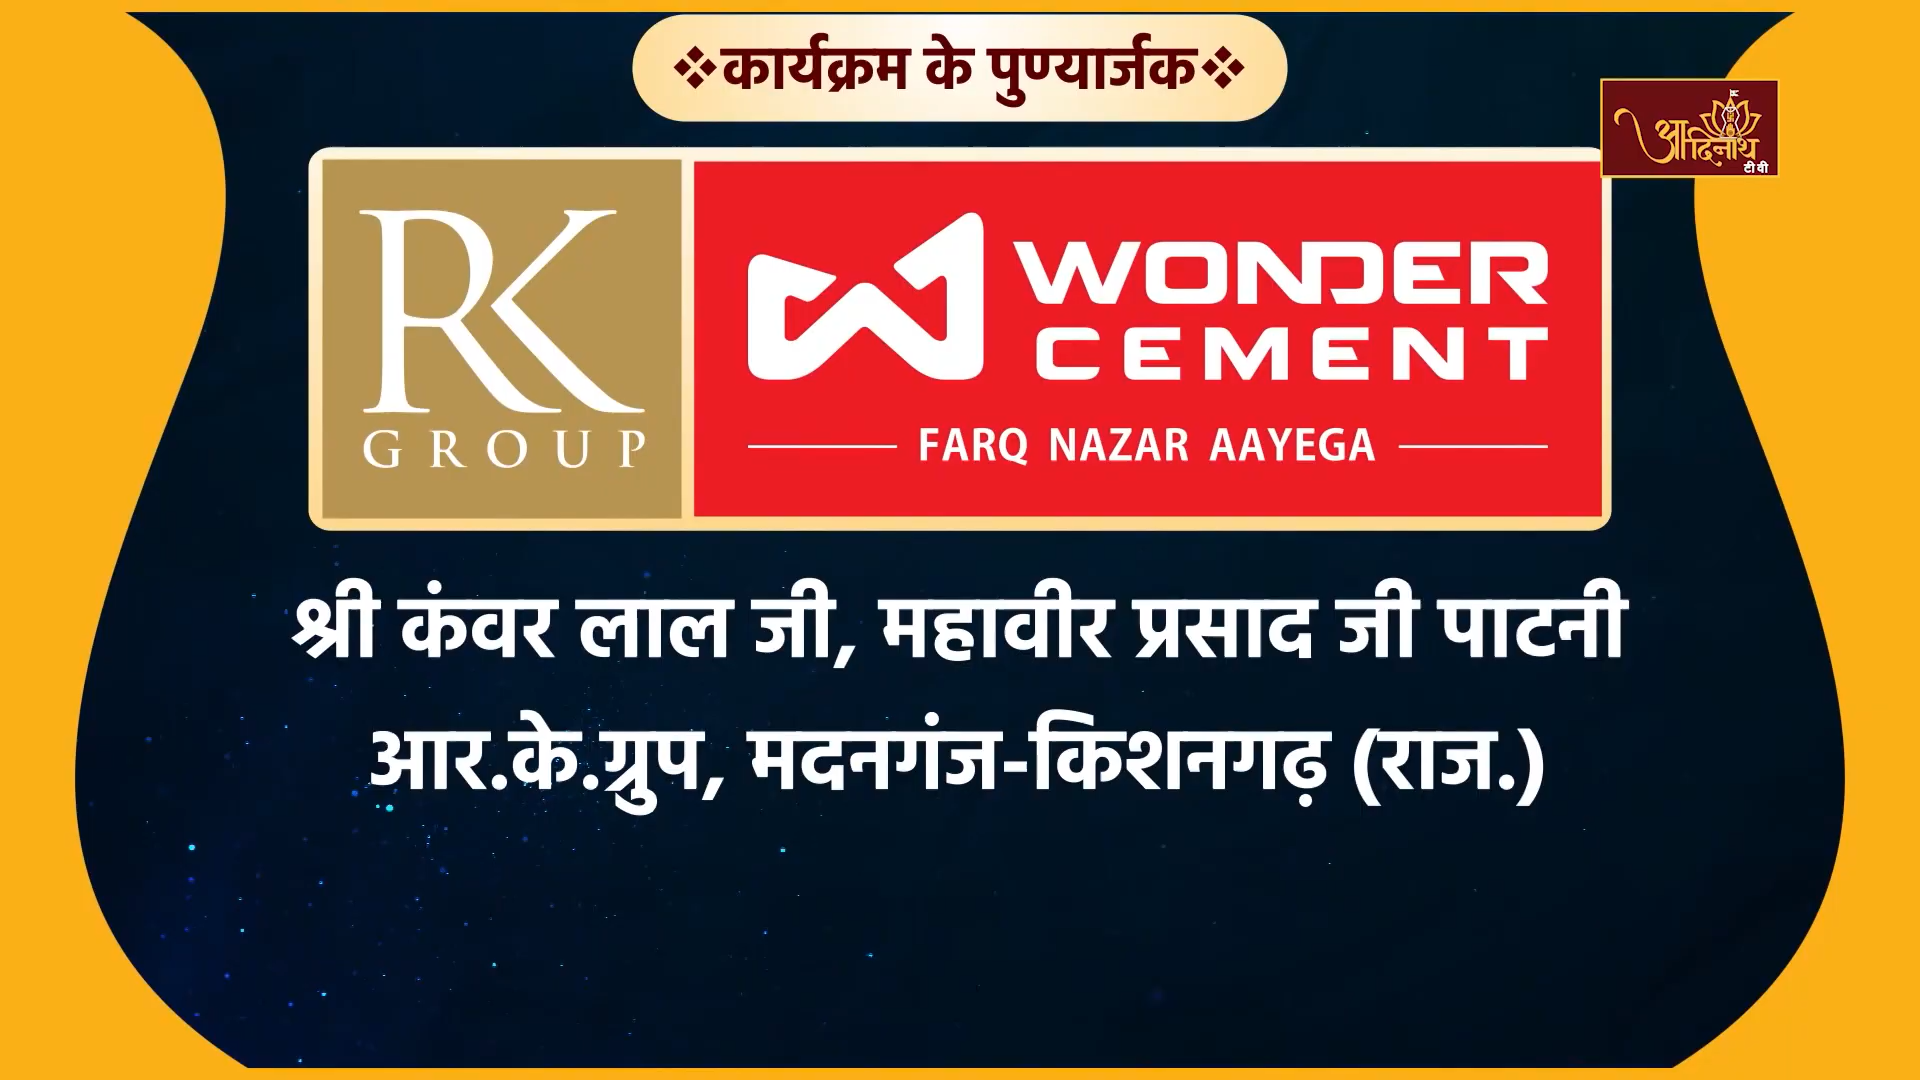 ❖कार्यक्रम के पुण्यार्जक❖
आदिनाथ
टीवी
RK
GROUP
WONDER
CEMENT
FARQ NAZAR AAYEGA
श्री कंवर लाल जी, महावीर प्रसाद जी पाटनी
आर.के.ग्रुप, मदनगंज-किशनगढ़ (राज.)